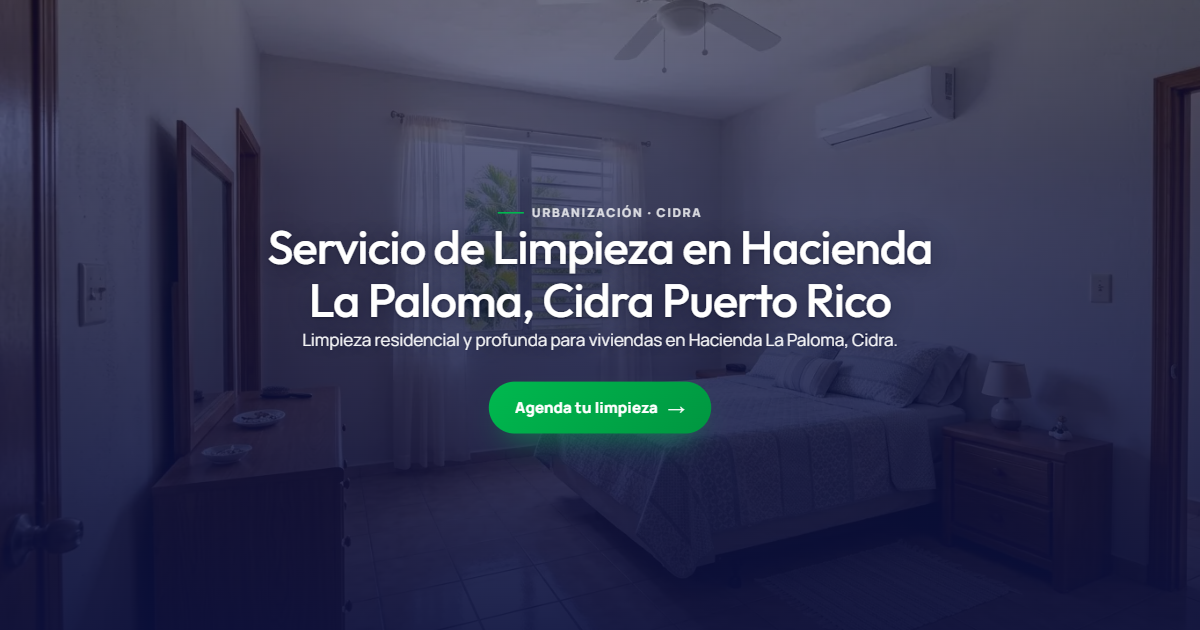 URBANIZACIÓN · CIDRA
Servicio de Limpieza en Hacienda
La Paloma, Cidra Puerto Rico
Limpieza residencial y profunda para viviendas en Hacienda La Paloma, Cidra.
Agenda tu limpieza →